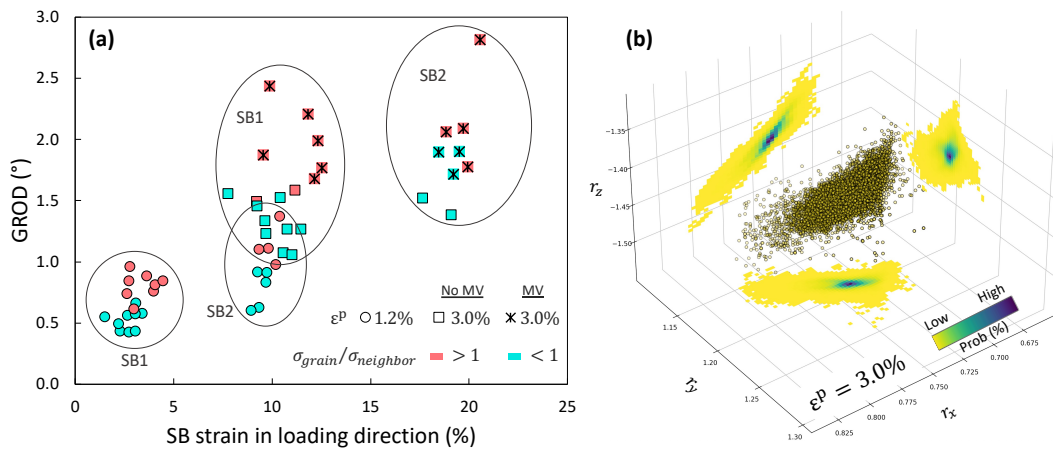 (a)
3.0
2.5
2.0
1.5
1.0
0.5
0.0
GROD (°)
SB1
SB2
SB1
SB2
No MV MV
εᵖ 1.2% 3.0% 3.0%
σgrain/σneighbor > 1 < 1
0 5 10 15 20 25
SB strain in loading direction (%)
(b)
−1.35
−1.40
−1.45
−1.50
r_z
1.15
1.20
1.25
1.30
r_y
0.675
0.700
0.725
0.750
0.775
0.800
0.825
r_x
High
Low
Prob (%)
εᵖ = 3.0%